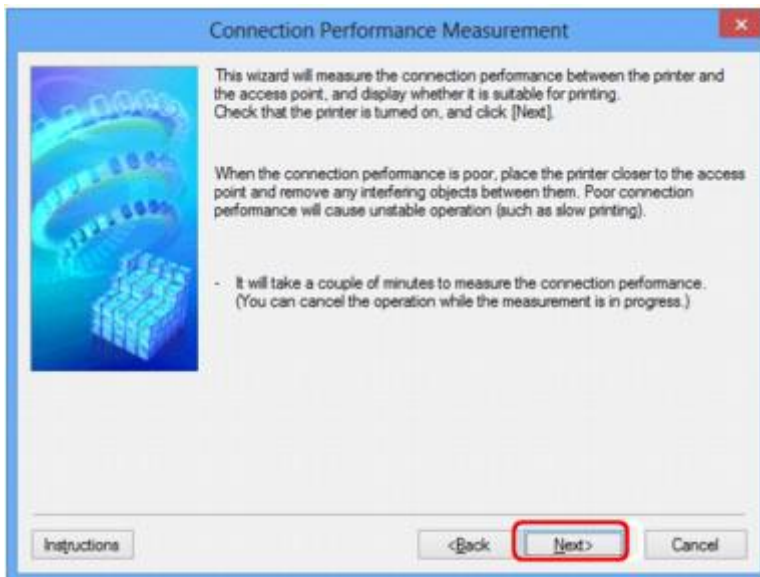 Connection Performance Measurement
This wizard will measure the connection performance between the printer and
the access point, and display whether it is suitable for printing.
Check that the printer is turned on, and click [Next].
When the connection performance is poor, place the printer closer to the access
point and remove any interfering objects between them. Poor connection
performance will cause unstable operation (such as slow printing).
- It will take a couple of minutes to measure the connection performance.
(You can cancel the operation while the measurement is in progress.)
Instructions <Back Next> Cancel